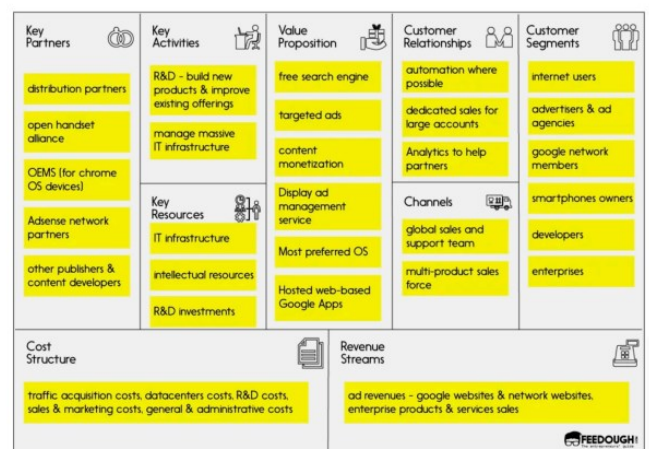 Key
Partners
distribution partners
open handset
alliance
OEMS (for chrome
OS devices)
Adsense network
partners
other publishers &
content developers
Key
Activities
R&D - build new
products & improve
existing offerings
manage massive
IT infrastructure
Key
Resources
IT infrastructure
intellectual resources
R&D investments
Value
Proposition
free search engine
targeted ads
content
monetization
Display ad
management
service
Most preferred OS
Hosted web-based
Google Apps
Customer
Relationships
automation where
possible
dedicated sales for
large accounts
Analytics to help
partners
Channels
global sales and
support team
multi-product sales
force
Customer
Segments
internet users
advertisers & ad
agencies
google network
members
smartphones owners
developers
enterprises
Cost
Structure
traffic acquisition costs, datacenters costs, R&D costs,
sales & marketing costs, general & administrative costs
Revenue
Streams
ad revenues - google websites & network websites,
enterprise products & services sales
FEEDOUGH!
The entrepreneurs' guide